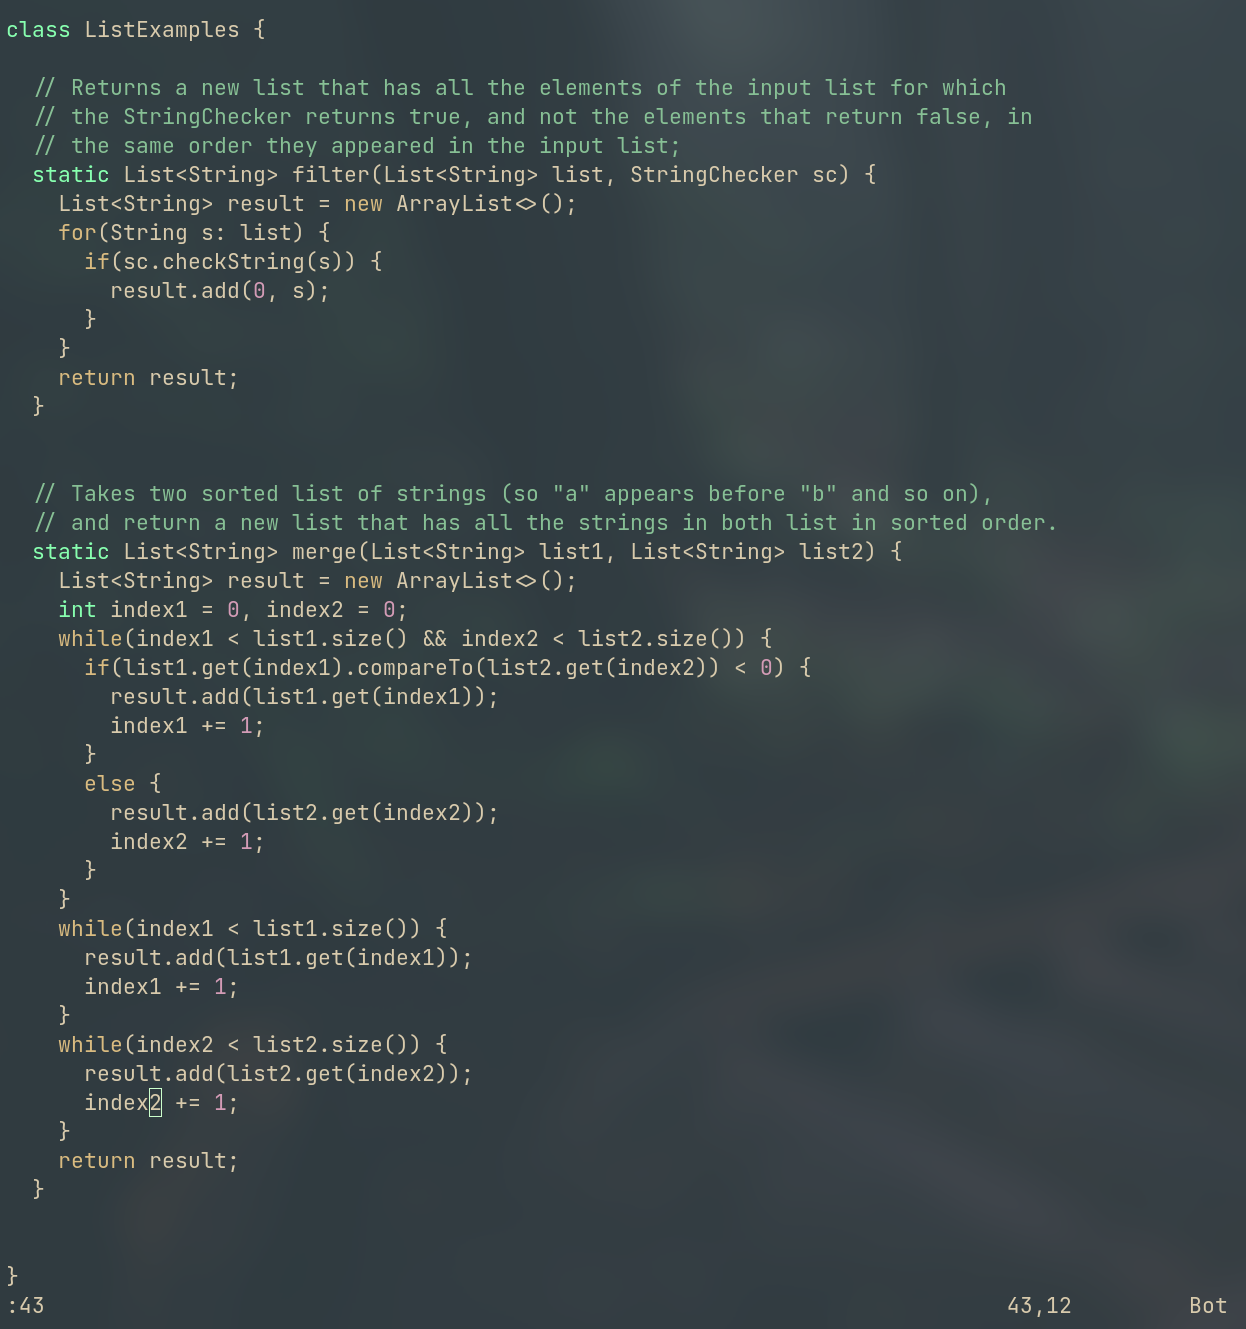 class ListExamples {
  // Returns a new list that has all the elements of the input list for which
  // the StringChecker returns true, and not the elements that return false, in
  // the same order they appeared in the input list;
  static List<String> filter(List<String> list, StringChecker sc) {
    List<String> result = new ArrayList<>();
    for(String s: list) {
      if(sc.checkString(s)) {
        result.add(0, s);
      }
    }
    return result;
  }
  // Takes two sorted list of strings (so "a" appears before "b" and so on),
  // and return a new list that has all the strings in both list in sorted order.
  static List<String> merge(List<String> list1, List<String> list2) {
    List<String> result = new ArrayList<>();
    int index1 = 0, index2 = 0;
    while(index1 < list1.size() && index2 < list2.size()) {
      if(list1.get(index1).compareTo(list2.get(index2)) < 0) {
        result.add(list1.get(index1));
        index1 += 1;
      }
      else {
        result.add(list2.get(index2));
        index2 += 1;
      }
    }
    while(index1 < list1.size()) {
      result.add(list1.get(index1));
      index1 += 1;
    }
    while(index2 < list2.size()) {
      result.add(list2.get(index2));
      index2 += 1;
    }
    return result;
  }
}
:43 43,12 Bot